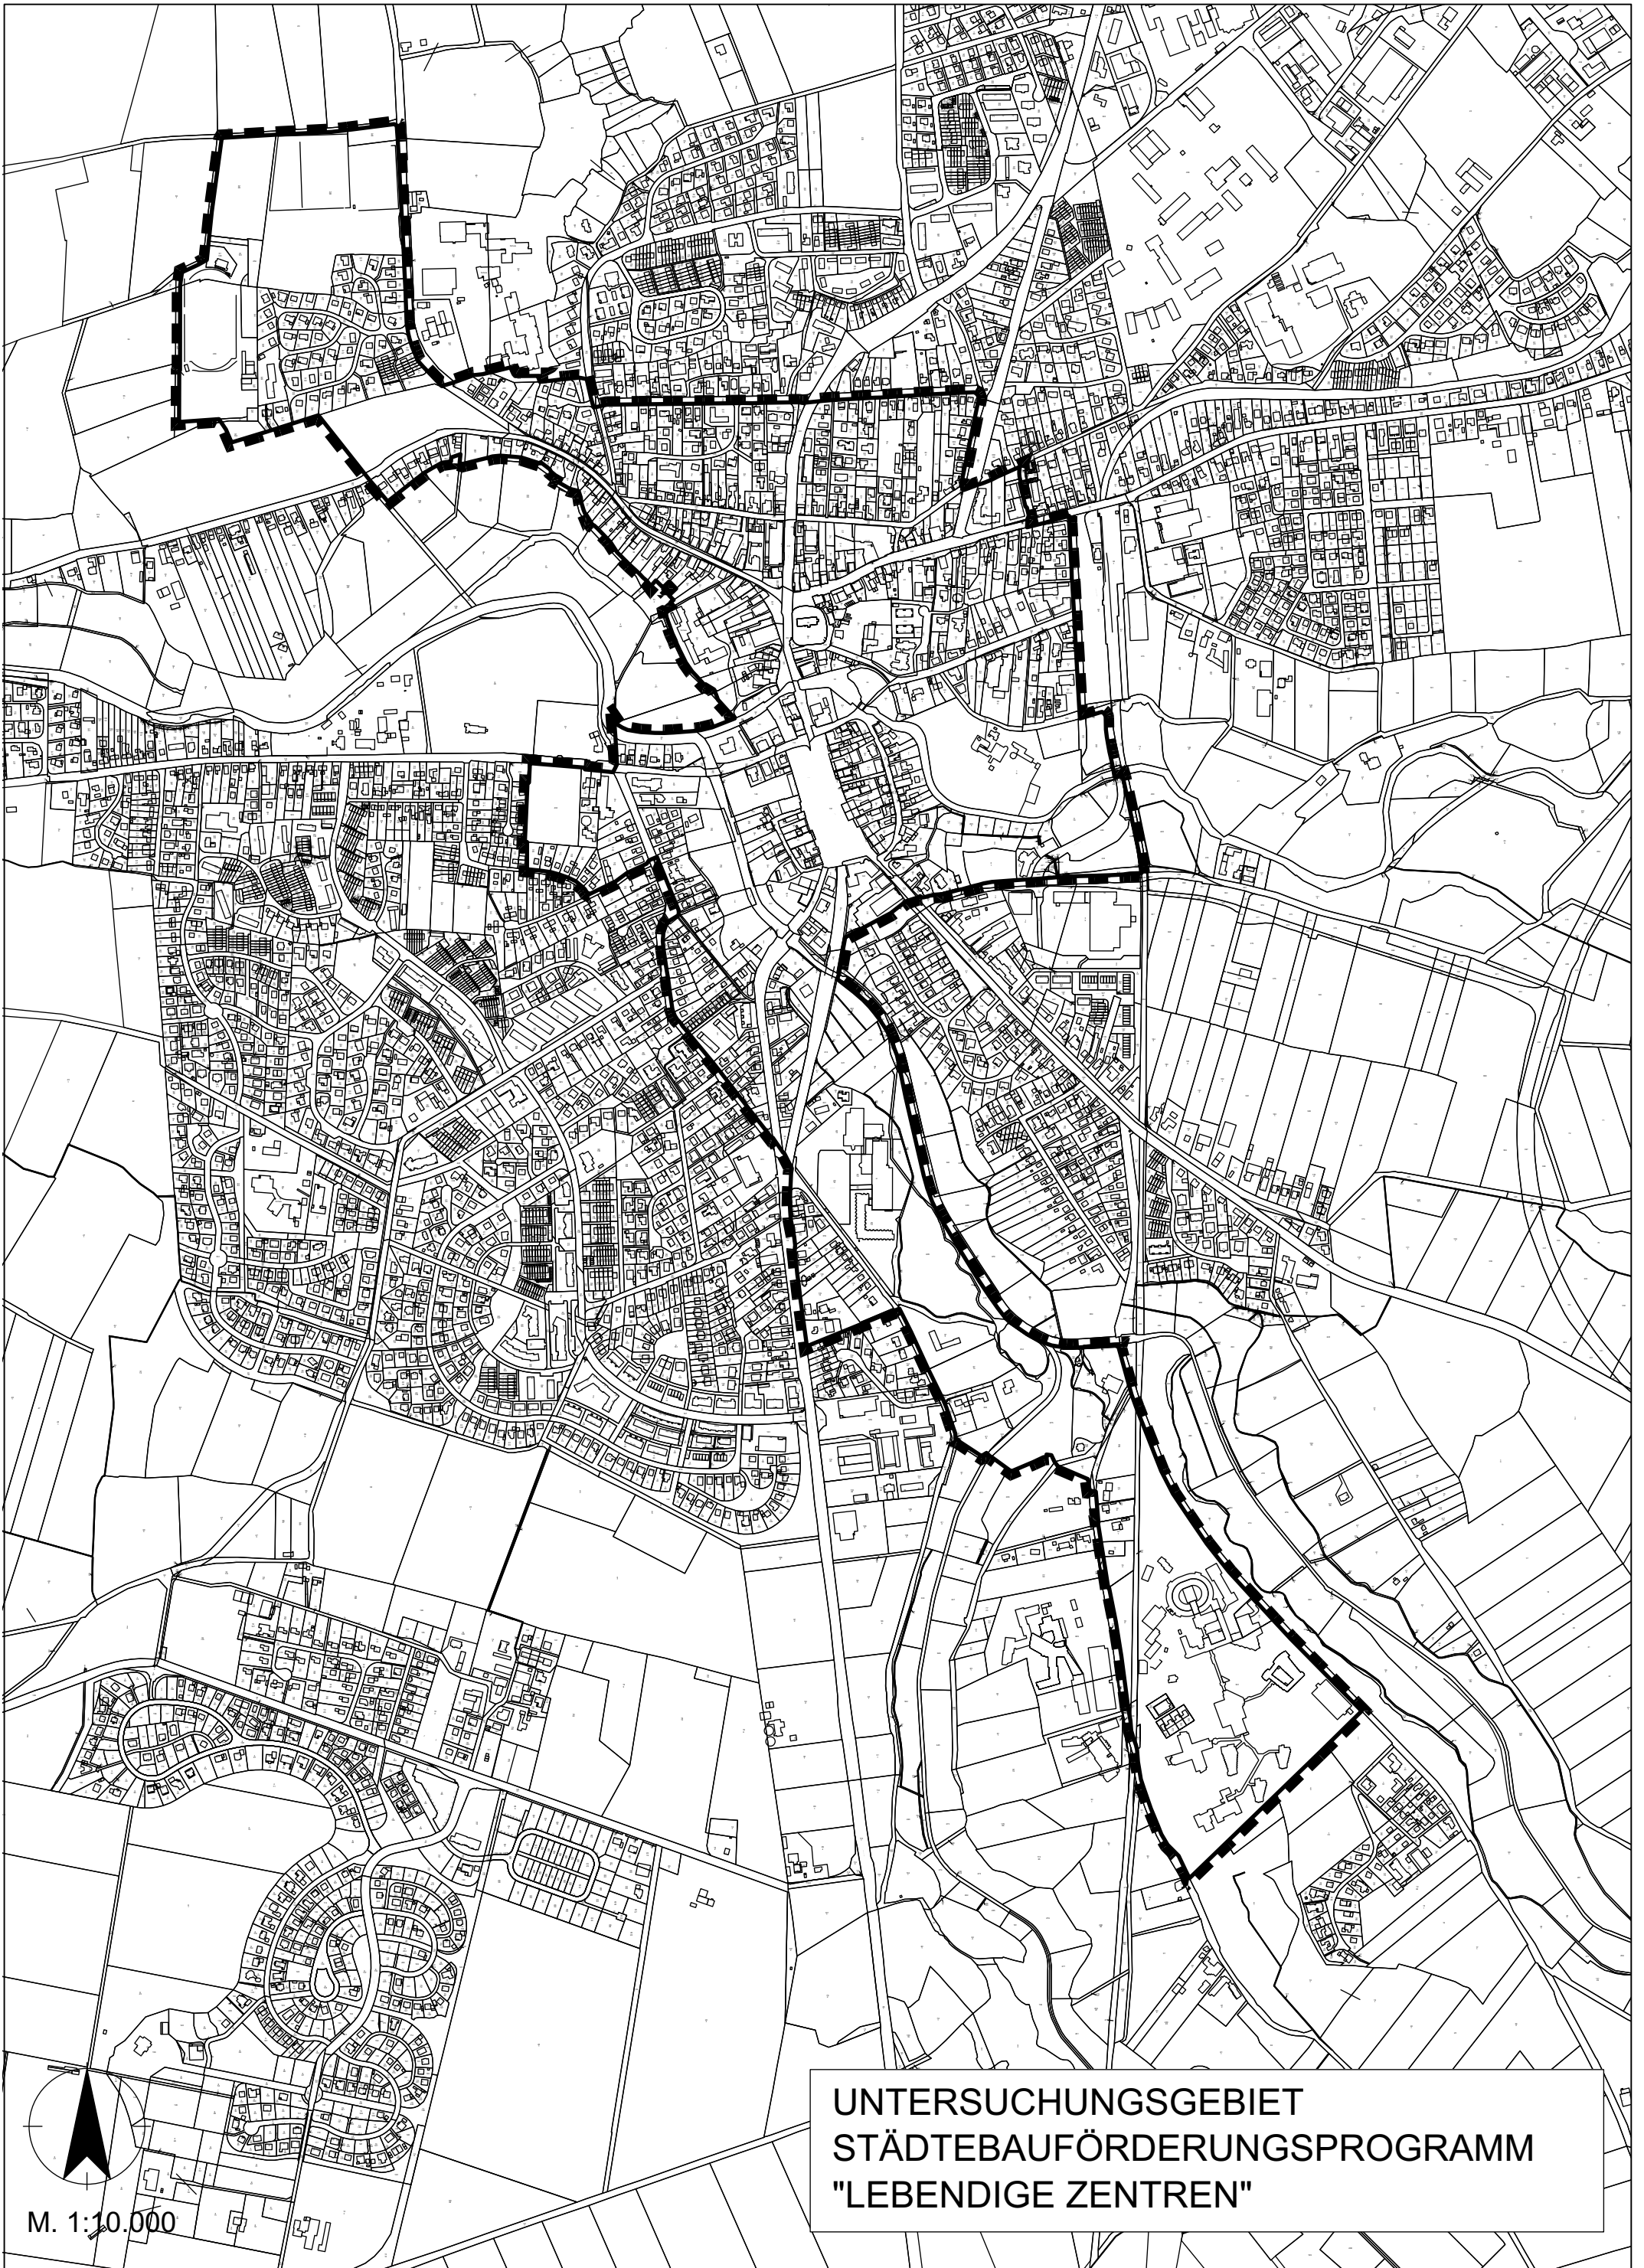 UNTERSUCHUNGSGEBIET
STÄDTEBAUFÖRDERUNGSPROGRAMM
"LEBENDIGE ZENTREN"
M. 1:10.000